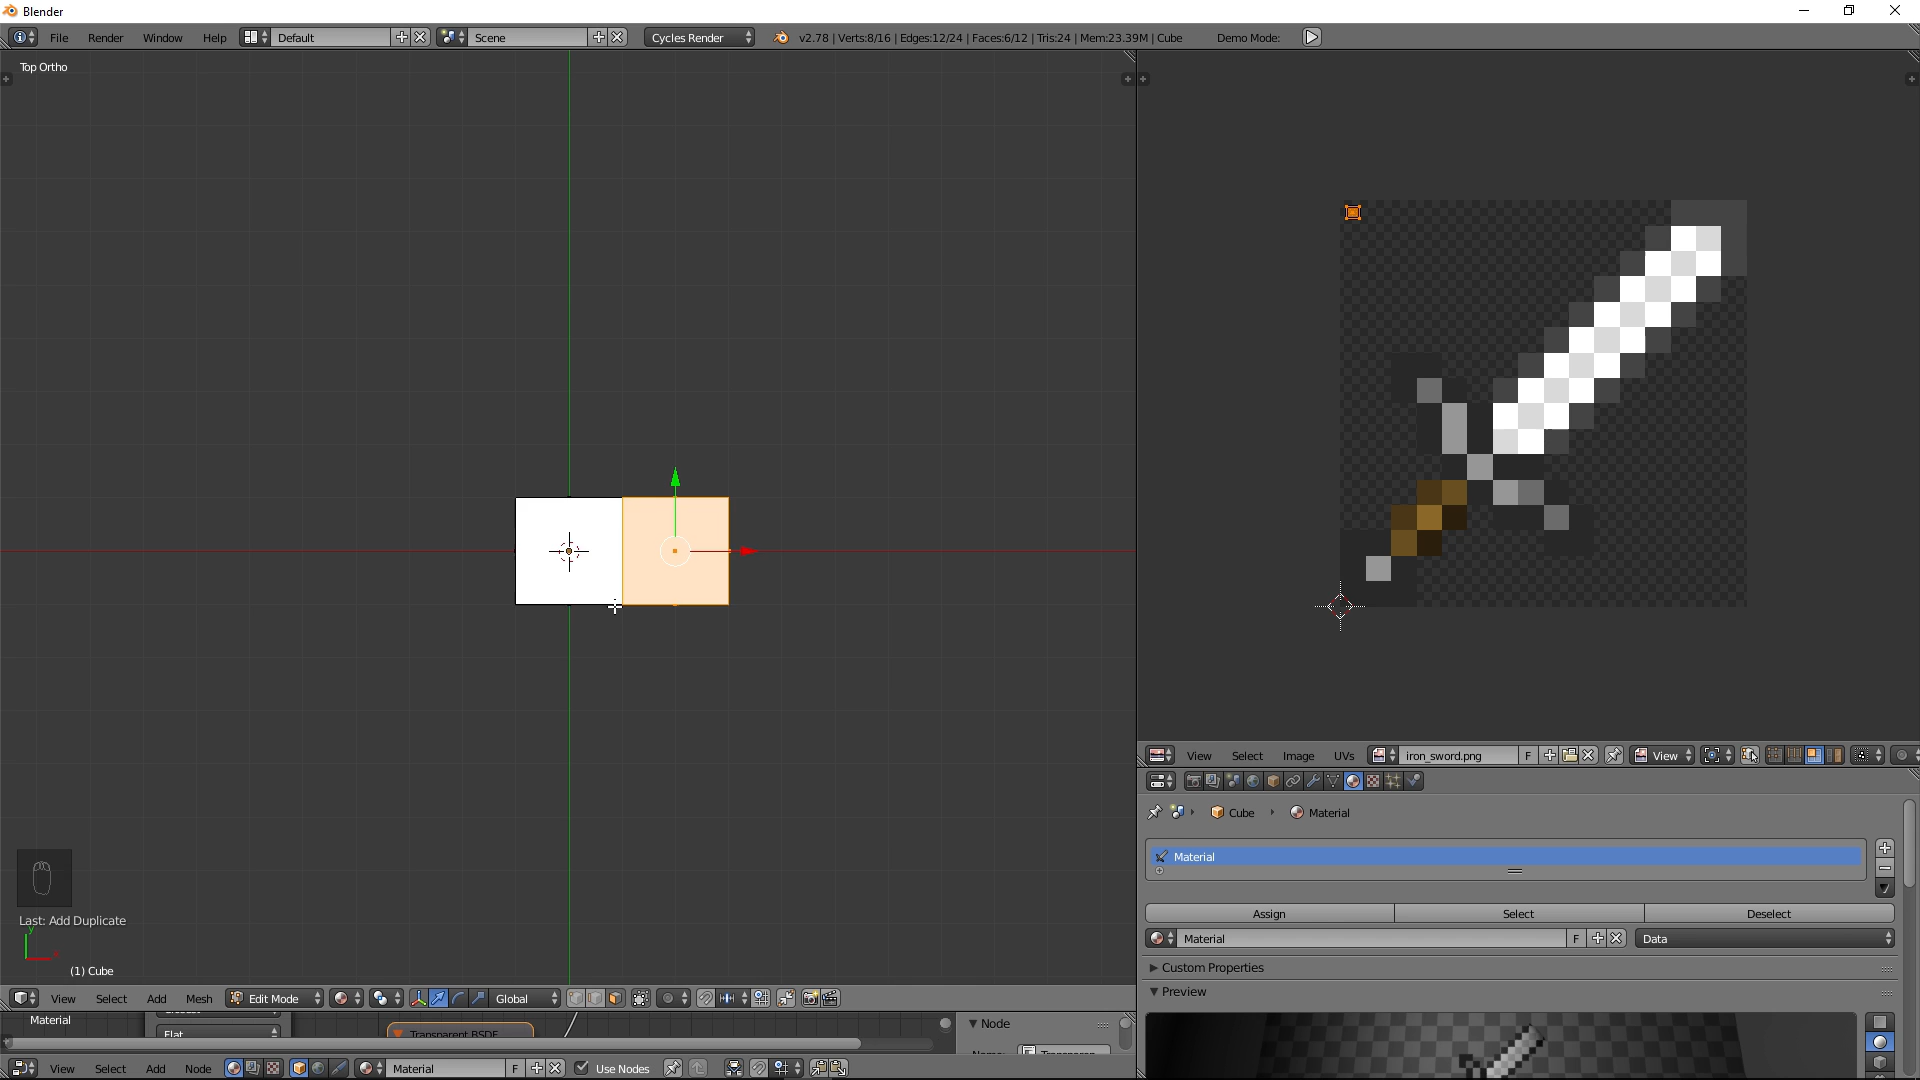 Blender
File Render Window Help Default Scene Cycles Render v2.78 | Verts:8/16 | Edges:12/24 | Faces:6/12 | Tris:24 | Mem:23.39M | Cube Demo Mode:
Top Ortho
View Select Image UVs iron_sword.png F View
Cube Material
Material
Assign Select Deselect
Last: Add Duplicate
y
Material F Data
Custom Properties
(1) Cube
Preview
View Select Add Mesh Edit Mode Global
Material
Node
Flat Transparent BSDF
View Select Add Node Material F Use Nodes